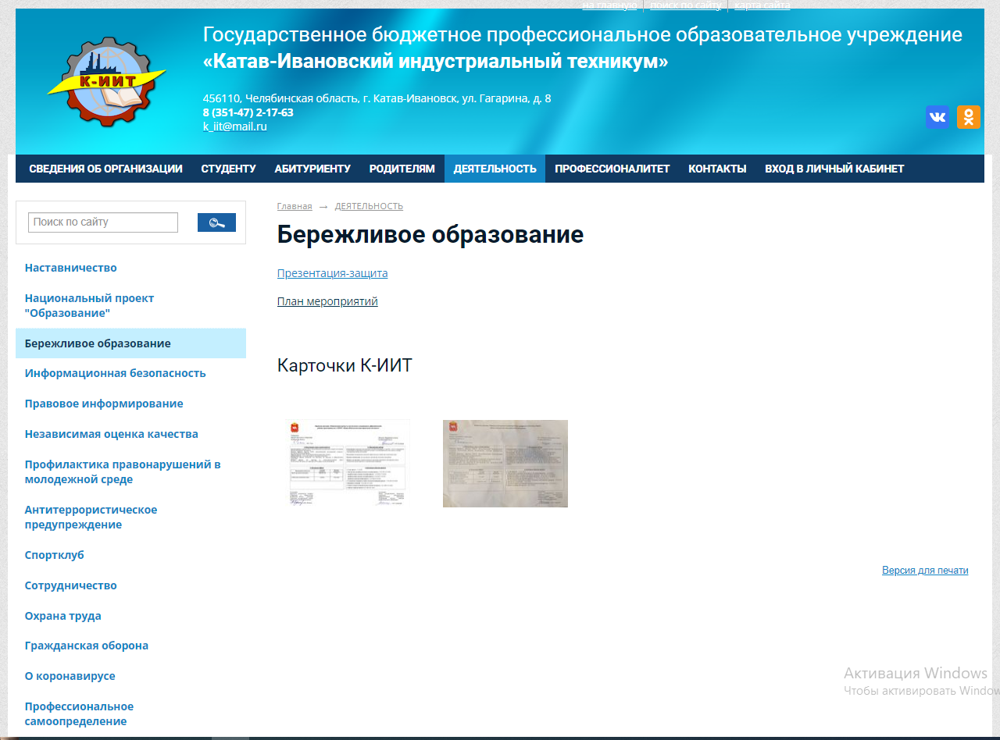 на главную поиск по сайту карта сайта
Государственное бюджетное профессиональное образовательное учреждение
«Катав-Ивановский индустриальный техникум»
К-ИИТ
456110, Челябинская область, г. Катав-Ивановск, ул. Гагарина, д. 8
8 (351-47) 2-17-63
k_iit@mail.ru
СВЕДЕНИЯ ОБ ОРГАНИЗАЦИИ СТУДЕНТУ АБИТУРИЕНТУ РОДИТЕЛЯМ ДЕЯТЕЛЬНОСТЬ ПРОФЕССИОНАЛИТЕТ КОНТАКТЫ ВХОД В ЛИЧНЫЙ КАБИНЕТ
Поиск по сайту
Наставничество
Национальный проект
"Образование"
Бережливое образование
Информационная безопасность
Правовое информирование
Независимая оценка качества
Профилактика правонарушений в
молодежной среде
Антитеррористическое
предупреждение
Спортклуб
Сотрудничество
Охрана труда
Гражданская оборона
О коронавирусе
Профессиональное
самоопределение
Главная → ДЕЯТЕЛЬНОСТЬ
Бережливое образование
Презентация-защита
План мероприятий
Карточки К-ИИТ
Версия для печати
Активация Windows
Чтобы активировать Window